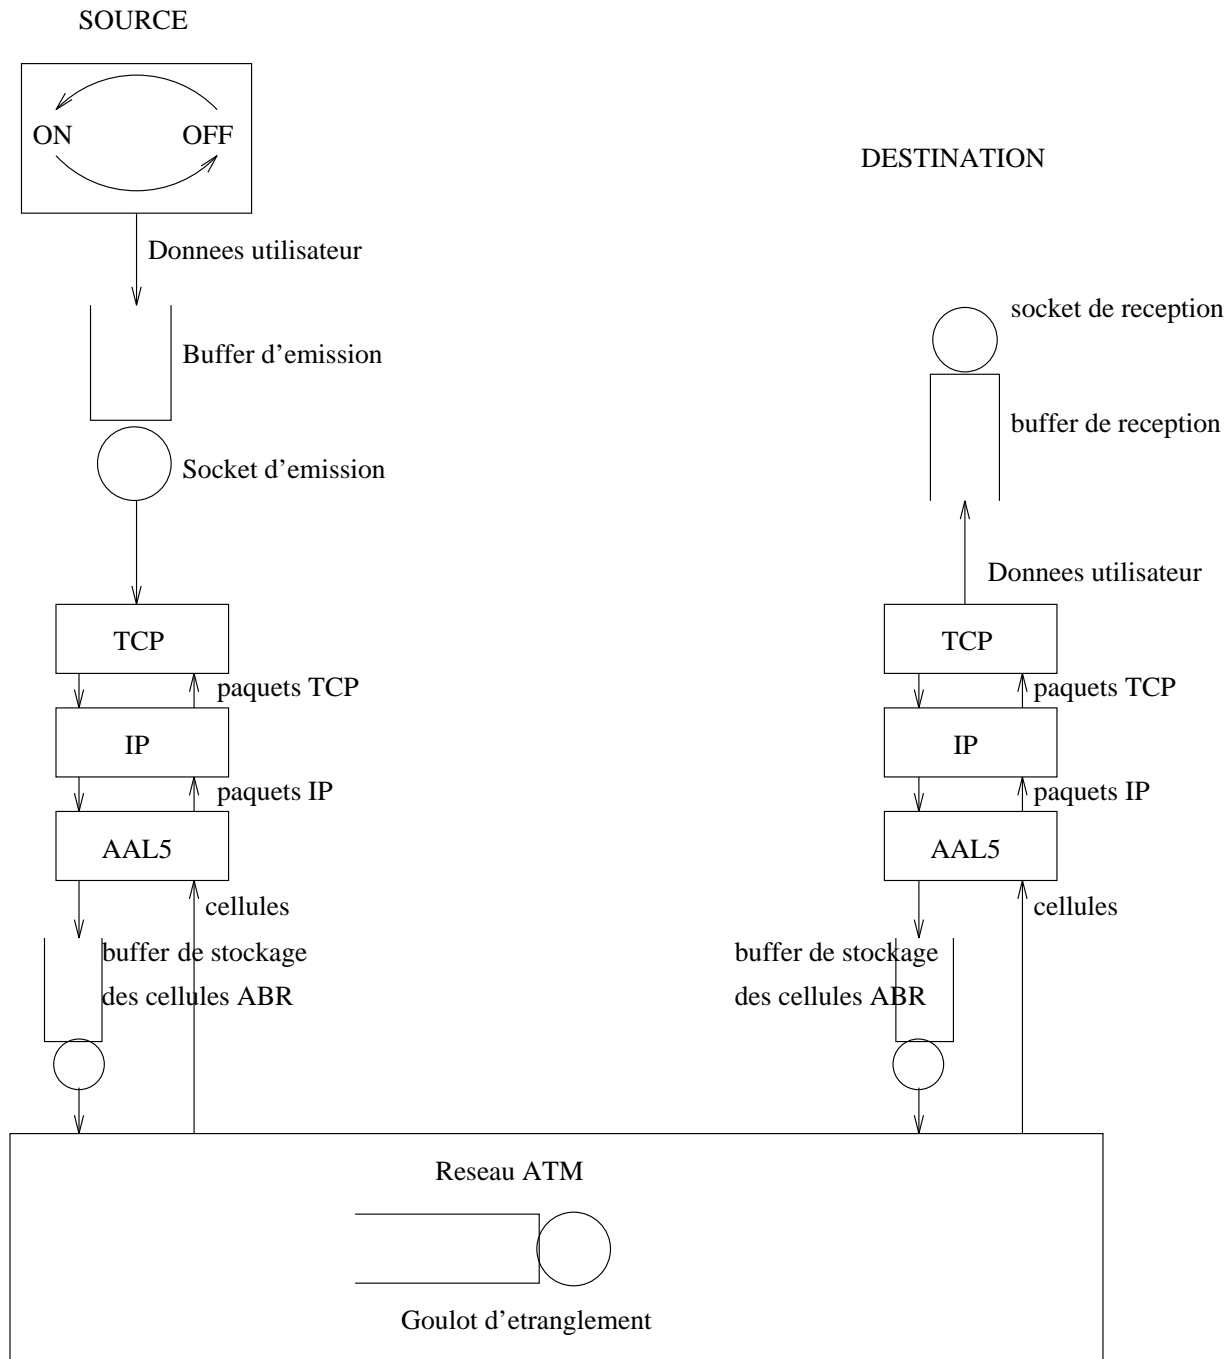 SOURCE
ON
OFF
DESTINATION
Donnees utilisateur
socket de reception
Buffer d'emission
buffer de reception
Socket d'emission
Donnees utilisateur
TCP
TCP
paquets TCP
paquets TCP
IP
IP
paquets IP
paquets IP
AAL5
AAL5
cellules
cellules
buffer de stockage
des cellules ABR
buffer de stockage
des cellules ABR
Reseau ATM
Goulot d'etranglement